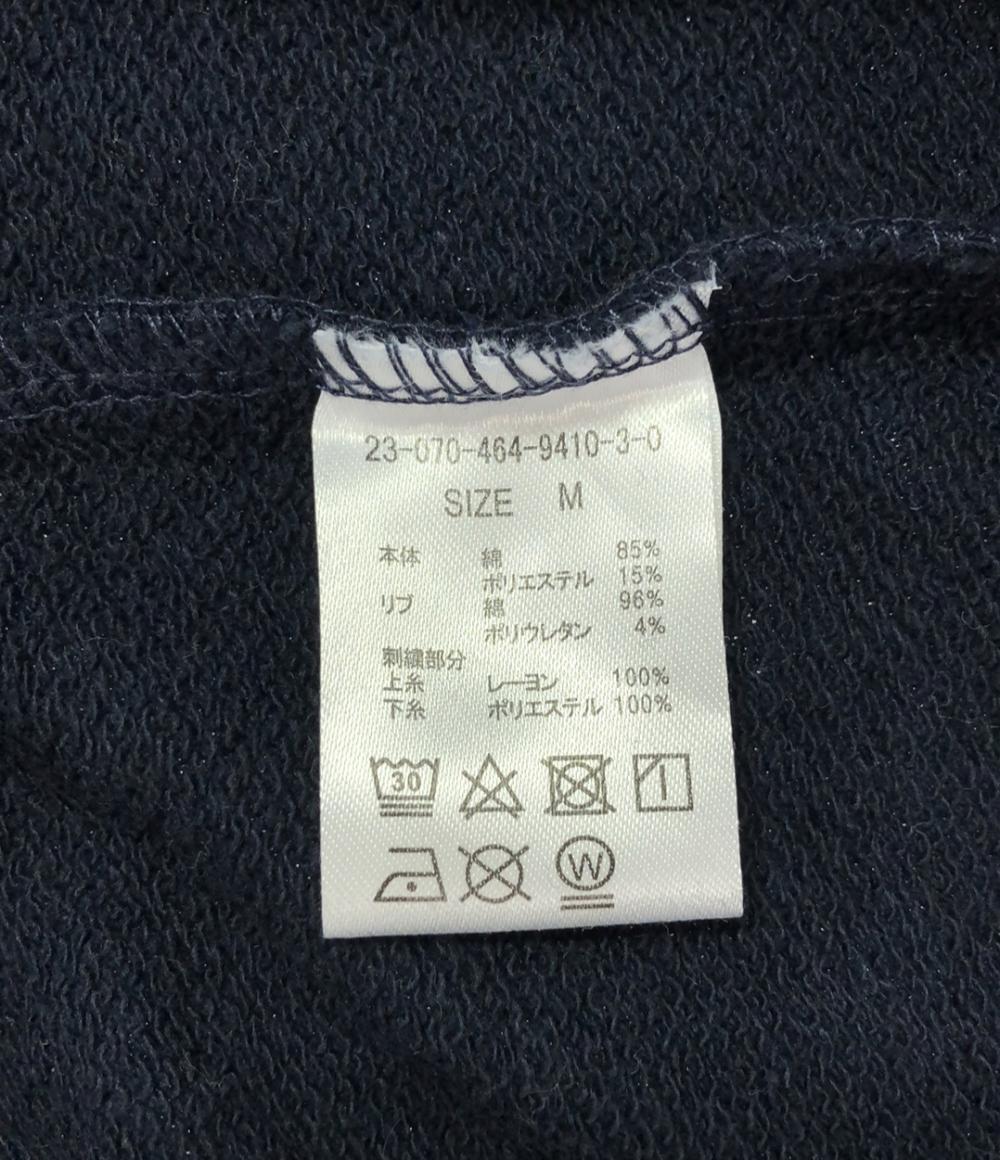 23-070-464-9410-3-0
SIZE M
本体 綿 85%
ポリエステル 15%
リブ 綿 96%
ポリウレタン 4%
刺繍部分
上糸 レーヨン 100%
下糸 ポリエステル 100%
30
W